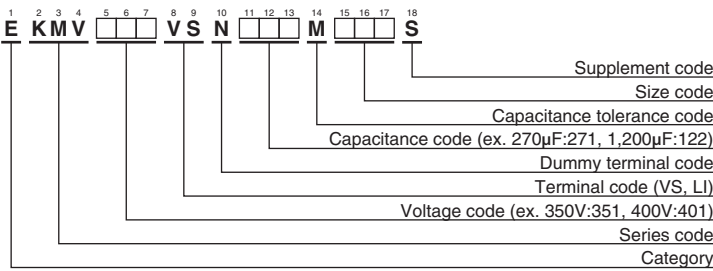 1 2 3 4 5 6 7 8 9 10 11 12 13 14 15 16 17 18
E KMV □□□ VS N □□□ M □□□ S
Supplement code
Size code
Capacitance tolerance code
Capacitance code (ex. 270µF:271, 1,200µF:122)
Dummy terminal code
Terminal code (VS, LI)
Voltage code (ex. 350V:351, 400V:401)
Series code
Category